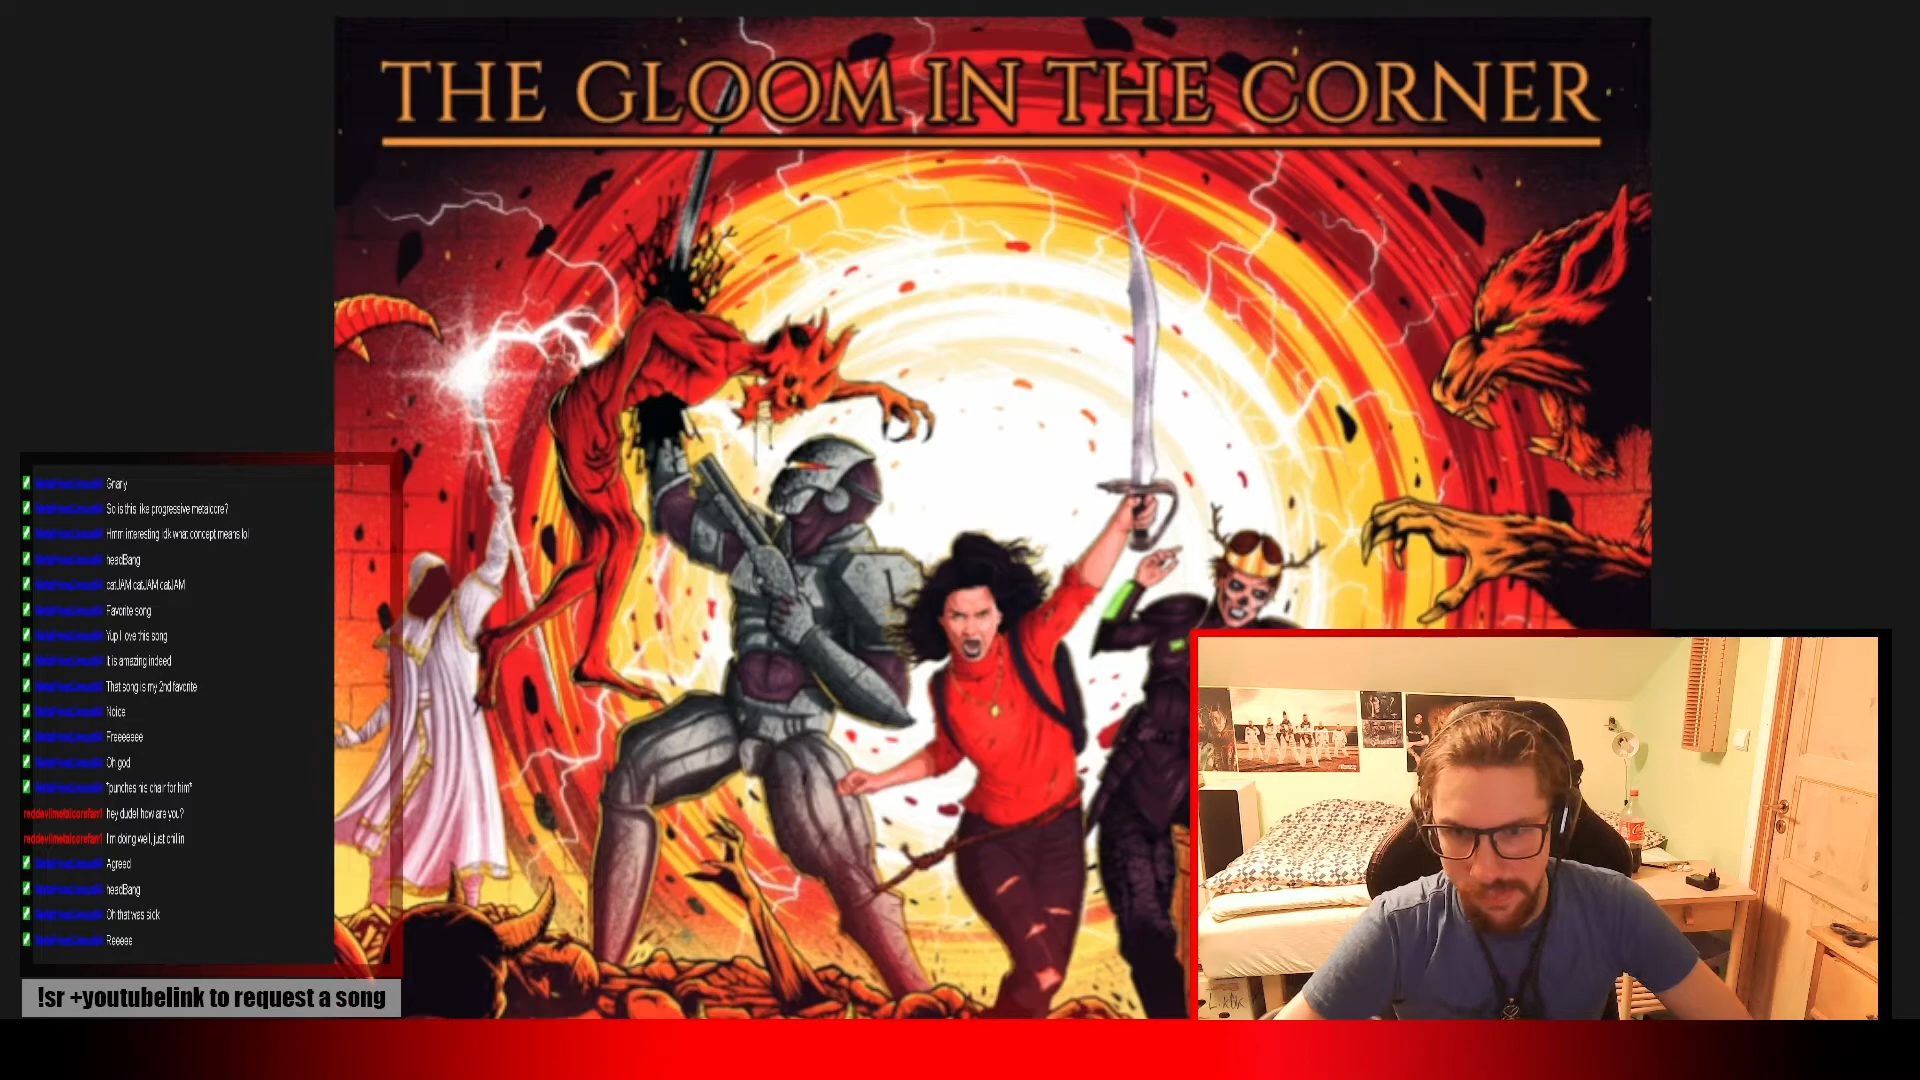 THE GLOOM IN THE CORNER
Gnarly
So is this like progressive metalcore?
Hmm interesting idk what concept means lol
headBang
catJAM catJAM catJAM
Favorite song
Yup I love this song
It is amazing indeed
That song is my 2nd favorite
Noice
Freeeeeee
Oh god
*punches his chair for him*
hey dude! how are you?
I'm doing well, just chillin
Agreed
headBang
Oh that was sick
Reeeee
!sr +youtubelink to request a song